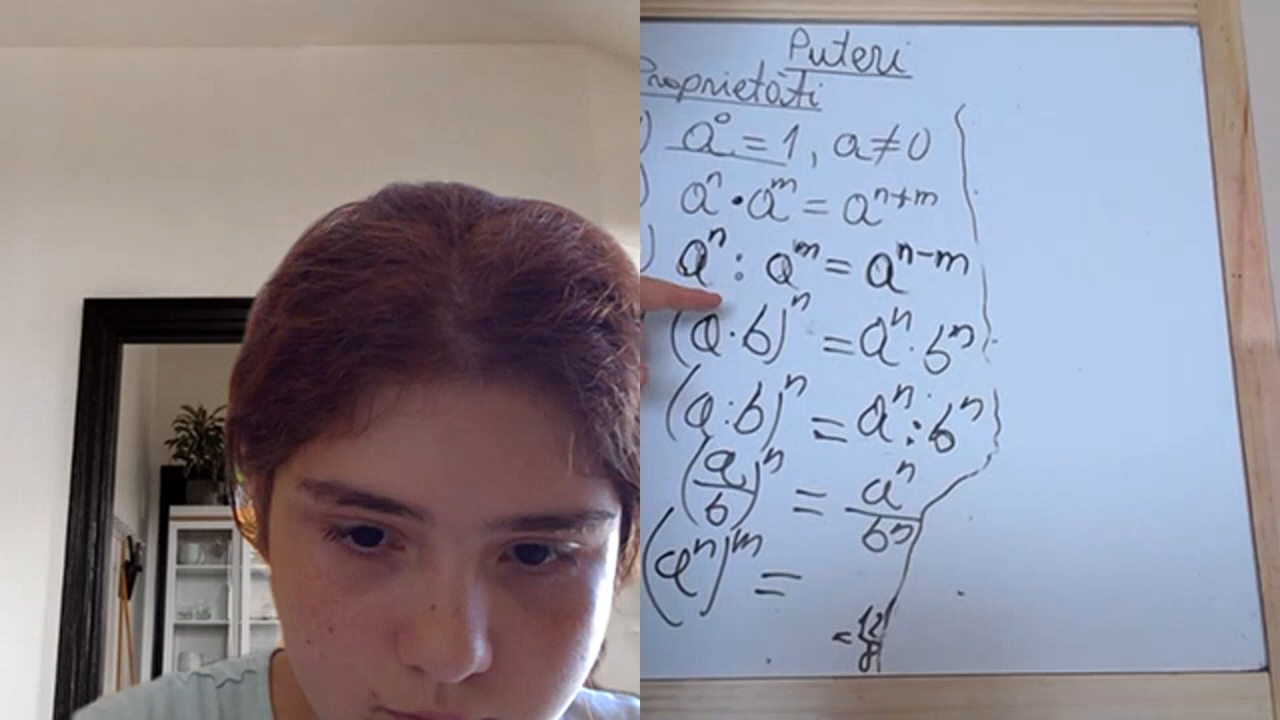 Puteri
Proprietăți
) a⁰ = 1, a ≠ 0
) aⁿ · aᵐ = aⁿ⁺ᵐ
) aⁿ : aᵐ = aⁿ⁻ᵐ
(a · b)ⁿ = aⁿ · bⁿ
(a : b)ⁿ = aⁿ : bⁿ
(a/b)ⁿ = aⁿ/bⁿ
(aⁿ)ᵐ =